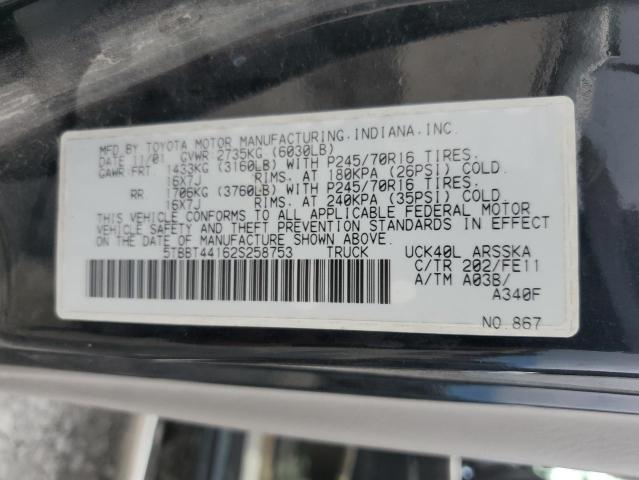 MFD.BY TOYOTA MOTOR MANUFACTURING,INDIANA,INC.
DATE 11/01 GVWR 2735KG (6030LB)
GAWR FRT. 1433KG (3160LB) WITH P245/70R16 TIRES.
16X7J RIMS. AT 180KPA (26PSI) COLD.
RR 1706KG (3760LB) WITH P245/70R16 TIRES.
16X7J RIMS. AT 240KPA (35PSI) COLD.
THIS VEHICLE CONFORMS TO ALL APPLICABLE FEDERAL MOTOR
VEHICLE SAFETY AND THEFT PREVENTION STANDARDS IN EFFECT
ON THE DATE OF MANUFACTURE SHOWN ABOVE.
5TBBT44162S258753 TRUCK UCK40L ARSSKA
C/TR 202/FE11
A/TM A03B/
A340F
NO.867